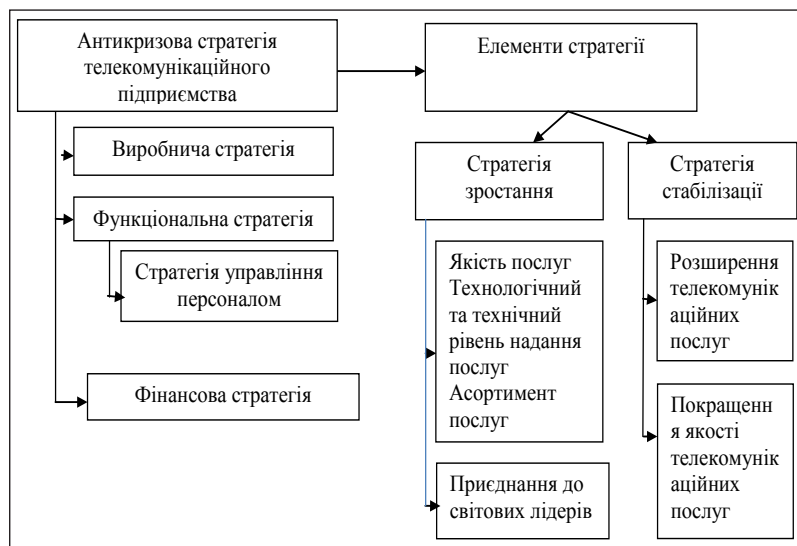 Антикризова стратегія
телекомунікаційного
підприємства
Елементи стратегії
Виробнича стратегія
Функціональна стратегія
Стратегія управління
персоналом
Фінансова стратегія
Стратегія
зростання
Стратегія
стабілізації
Якість послуг
Технологічний
та технічний
рівень надання
послуг
Асортимент
послуг
Приєднання до
світових лідерів
Розширення
телекомунік
аційних
послуг
Покращенн
я якості
телекомунік
аційних
послуг